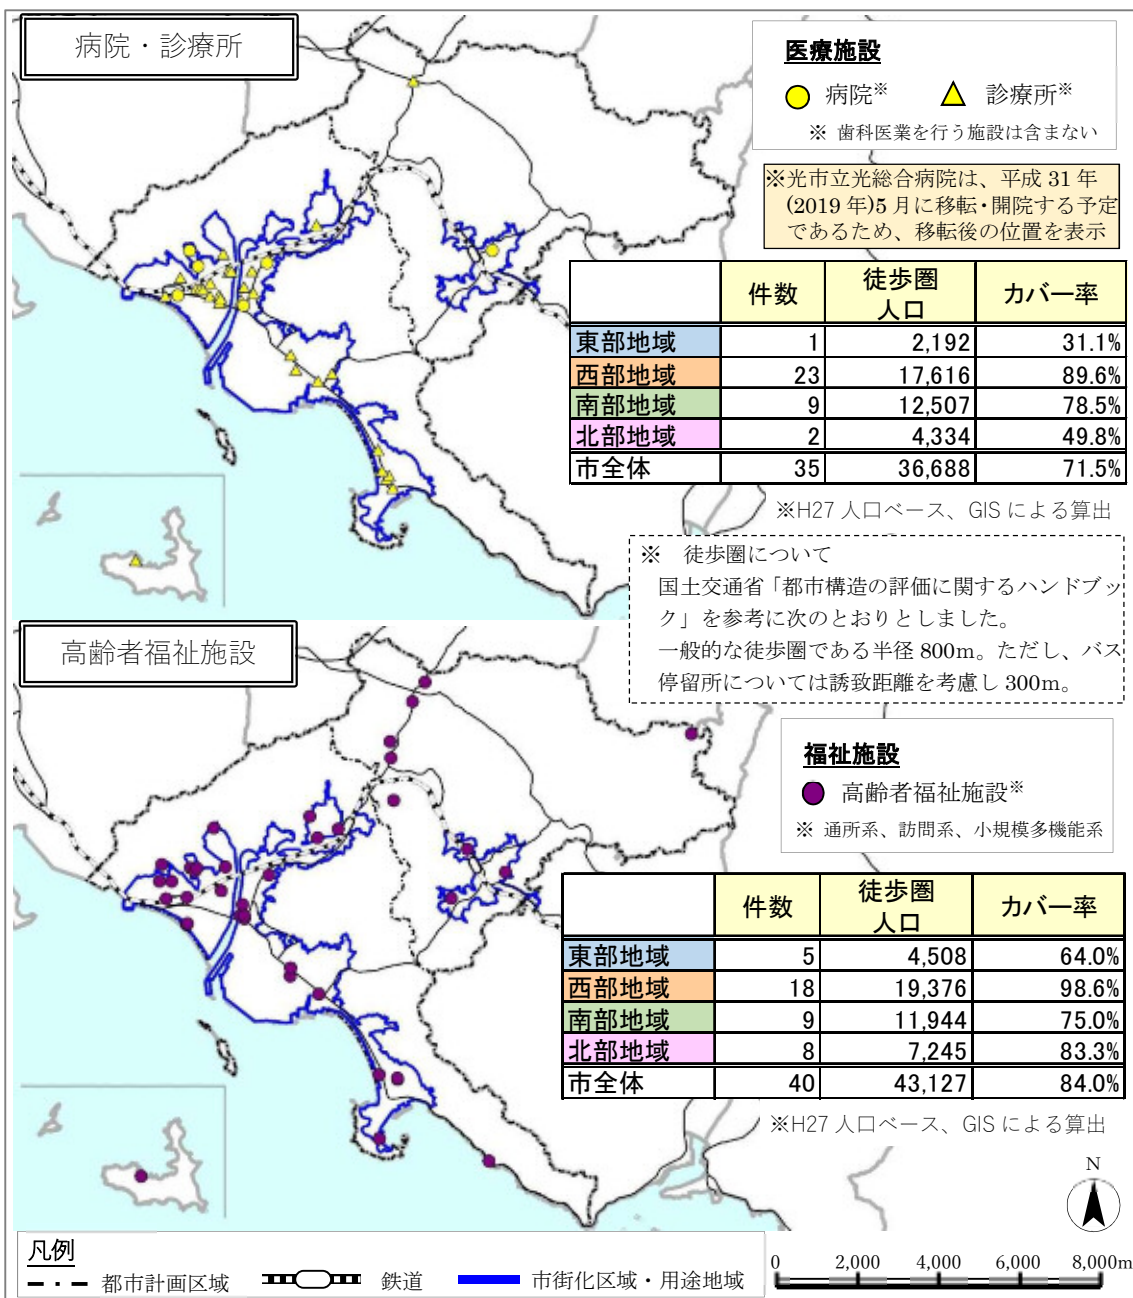 病院・診療所
医療施設
病院※ 診療所※
※ 歯科医業を行う施設は含まない
※光市立光総合病院は、平成 31 年
(2019 年)5 月に移転・開院する予定
であるため、移転後の位置を表示
件数 徒歩圏人口 カバー率
東部地域 1 2,192 31.1%
西部地域 23 17,616 89.6%
南部地域 9 12,507 78.5%
北部地域 2 4,334 49.8%
市全体 35 36,688 71.5%
※H27 人口ベース、GIS による算出
※ 徒歩圏について
国土交通省「都市構造の評価に関するハンドブッ
ク」を参考に次のとおりとしました。
一般的な徒歩圏である半径 800m。ただし、バス
停留所については誘致距離を考慮し 300m。
高齢者福祉施設
福祉施設
高齢者福祉施設※
※ 通所系、訪問系、小規模多機能系
件数 徒歩圏人口 カバー率
東部地域 5 4,508 64.0%
西部地域 18 19,376 98.6%
南部地域 9 11,944 75.0%
北部地域 8 7,245 83.3%
市全体 40 43,127 84.0%
※H27 人口ベース、GIS による算出
N
凡例
都市計画区域 鉄道 市街化区域・用途地域
0 2,000 4,000 6,000 8,000m